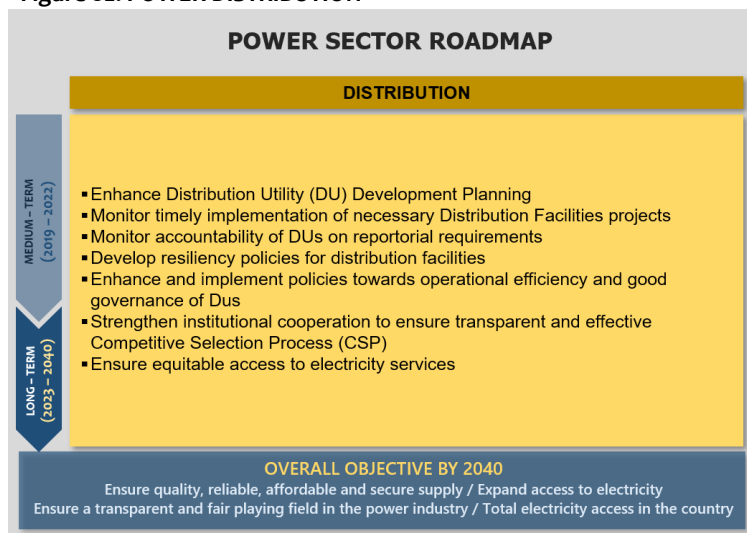 POWER SECTOR ROADMAP
DISTRIBUTION
MEDIUM – TERM
(2019 – 2022)
▪ Enhance Distribution Utility (DU) Development Planning
▪ Monitor timely implementation of necessary Distribution Facilities projects
▪ Monitor accountability of DUs on reportorial requirements
▪ Develop resiliency policies for distribution facilities
▪ Enhance and implement policies towards operational efficiency and good
governance of Dus
▪ Strengthen institutional cooperation to ensure transparent and effective
Competitive Selection Process (CSP)
▪ Ensure equitable access to electricity services
LONG – TERM
(2023 – 2040)
OVERALL OBJECTIVE BY 2040
Ensure quality, reliable, affordable and secure supply / Expand access to electricity
Ensure a transparent and fair playing field in the power industry / Total electricity access in the country